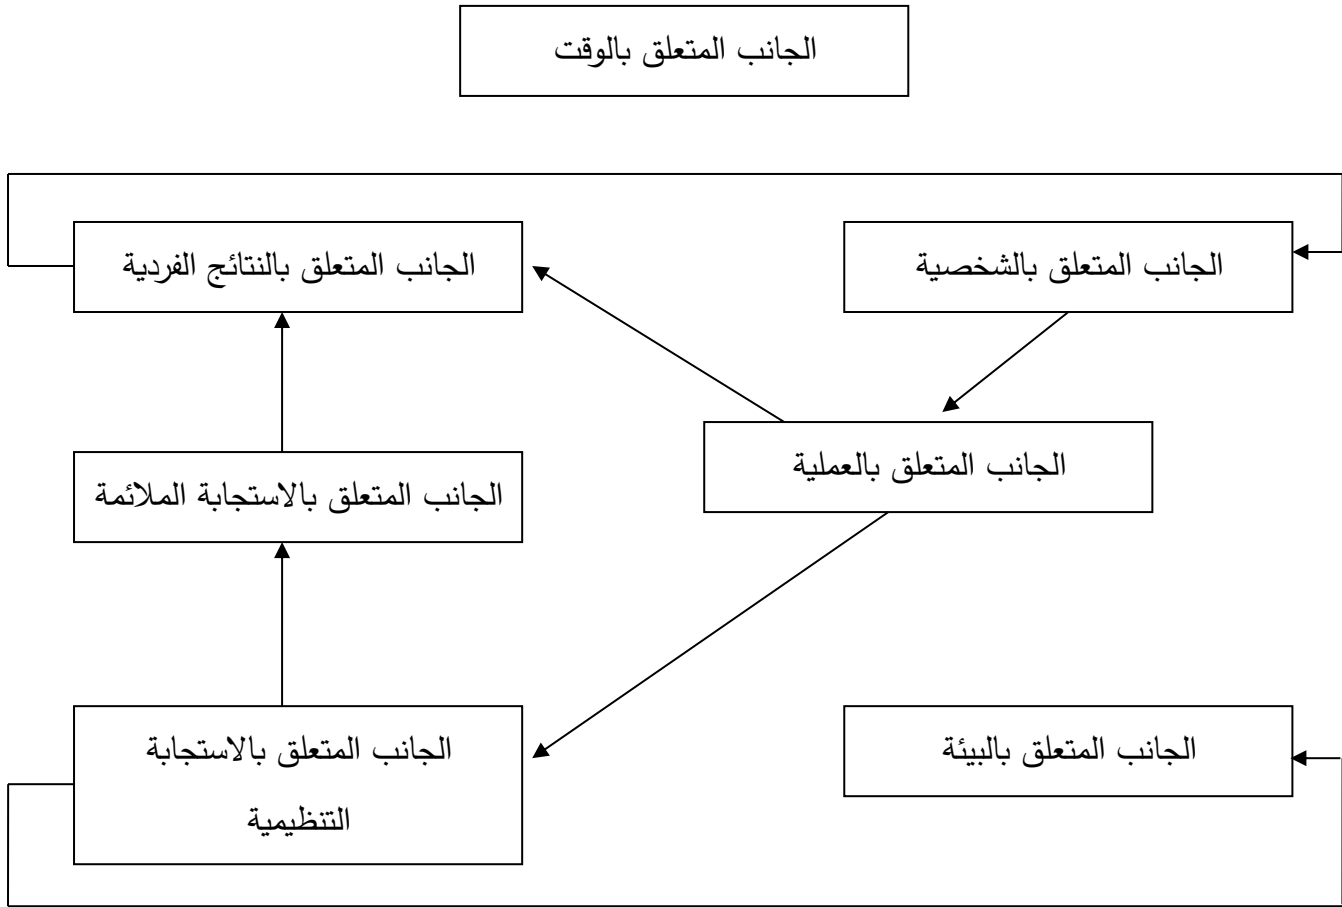 الجانب المتعلق بالوقت
الجانب المتعلق بالشخصية
الجانب المتعلق بالنتائج الفردية
الجانب المتعلق بالعملية
الجانب المتعلق بالاستجابة الملائمة
الجانب المتعلق بالبيئة
الجانب المتعلق بالاستجابة
التنظيمية